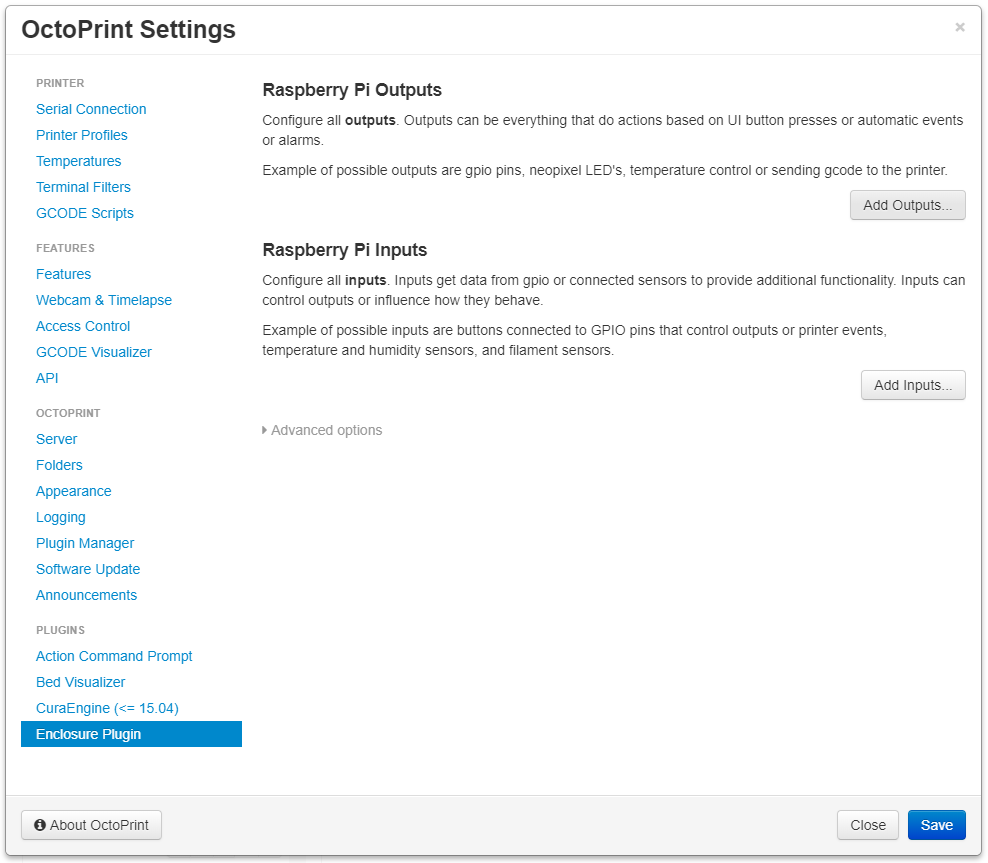 OctoPrint Settings
×
PRINTER
Serial Connection
Printer Profiles
Temperatures
Terminal Filters
GCODE Scripts
FEATURES
Features
Webcam & Timelapse
Access Control
GCODE Visualizer
API
OCTOPRINT
Server
Folders
Appearance
Logging
Plugin Manager
Software Update
Announcements
PLUGINS
Action Command Prompt
Bed Visualizer
CuraEngine (<= 15.04)
Enclosure Plugin
Raspberry Pi Outputs
Configure all outputs. Outputs can be everything that do actions based on UI button presses or automatic events
or alarms.
Example of possible outputs are gpio pins, neopixel LED's, temperature control or sending gcode to the printer.
Add Outputs...
Raspberry Pi Inputs
Configure all inputs. Inputs get data from gpio or connected sensors to provide additional functionality. Inputs can
control outputs or influence how they behave.
Example of possible inputs are buttons connected to GPIO pins that control outputs or printer events,
temperature and humidity sensors, and filament sensors.
Add Inputs...
Advanced options
About OctoPrint
Close
Save